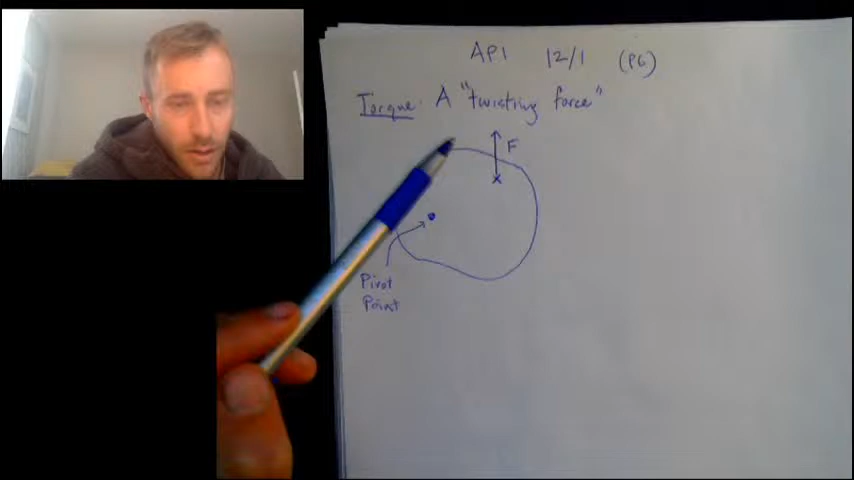 AP1 12/1 (P6)
Torque: A "twisting force"
F
Pivot
Point